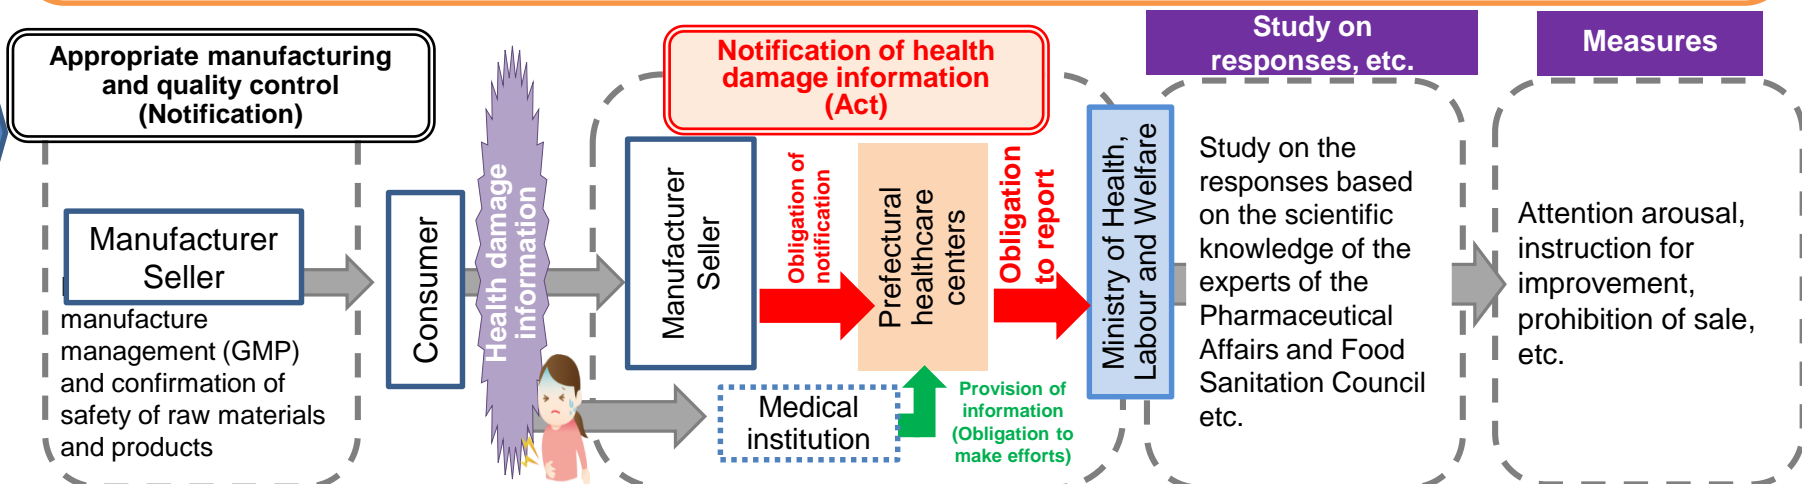 Appropriate manufacturing
and quality control
(Notification)
Manufacturer
Seller
manufacture
management (GMP)
and confirmation of
safety of raw materials
and products
Consumer
Health damage
information
Notification of health
damage information
(Act)
Manufacturer
Seller
Obligation of
notification
Prefectural
healthcare
centers
Obligation
to report
Medical
institution
Provision of
information
(Obligation to
make efforts)
Ministry of Health,
Labour and Welfare
Study on
responses, etc.
Study on the
responses based
on the scientific
knowledge of the
experts of the
Pharmaceutical
Affairs and Food
Sanitation Council
etc.
Measures
Attention arousal,
instruction for
improvement,
prohibition of sale,
etc.